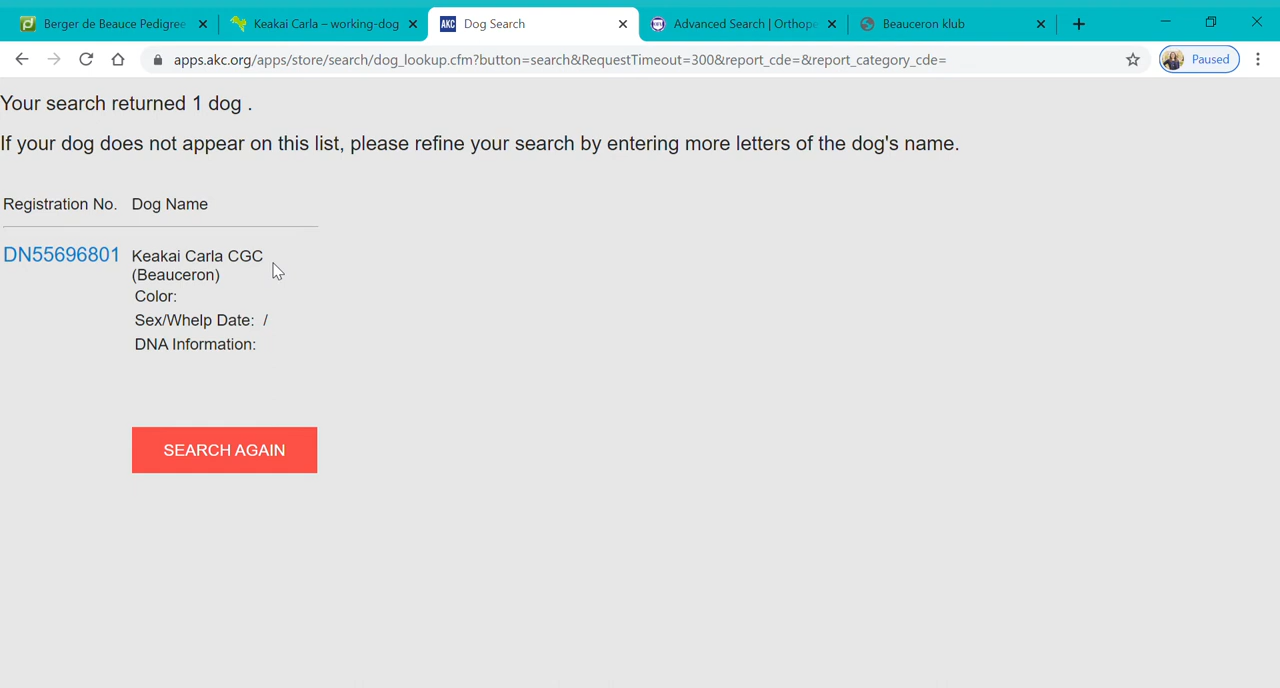 Berger de Beauce Pedigree
Keakai Carla – working-dog
AKC
Dog Search
Advanced Search | Orthope
Beauceron klub
apps.akc.org/apps/store/search/dog_lookup.cfm?button=search&RequestTimeout=300&report_cde=&report_category_cde=
Paused
Your search returned 1 dog .
If your dog does not appear on this list, please refine your search by entering more letters of the dog's name.
Registration No. Dog Name
DN55696801 Keakai Carla CGC
(Beauceron)
Color:
Sex/Whelp Date: /
DNA Information:
SEARCH AGAIN